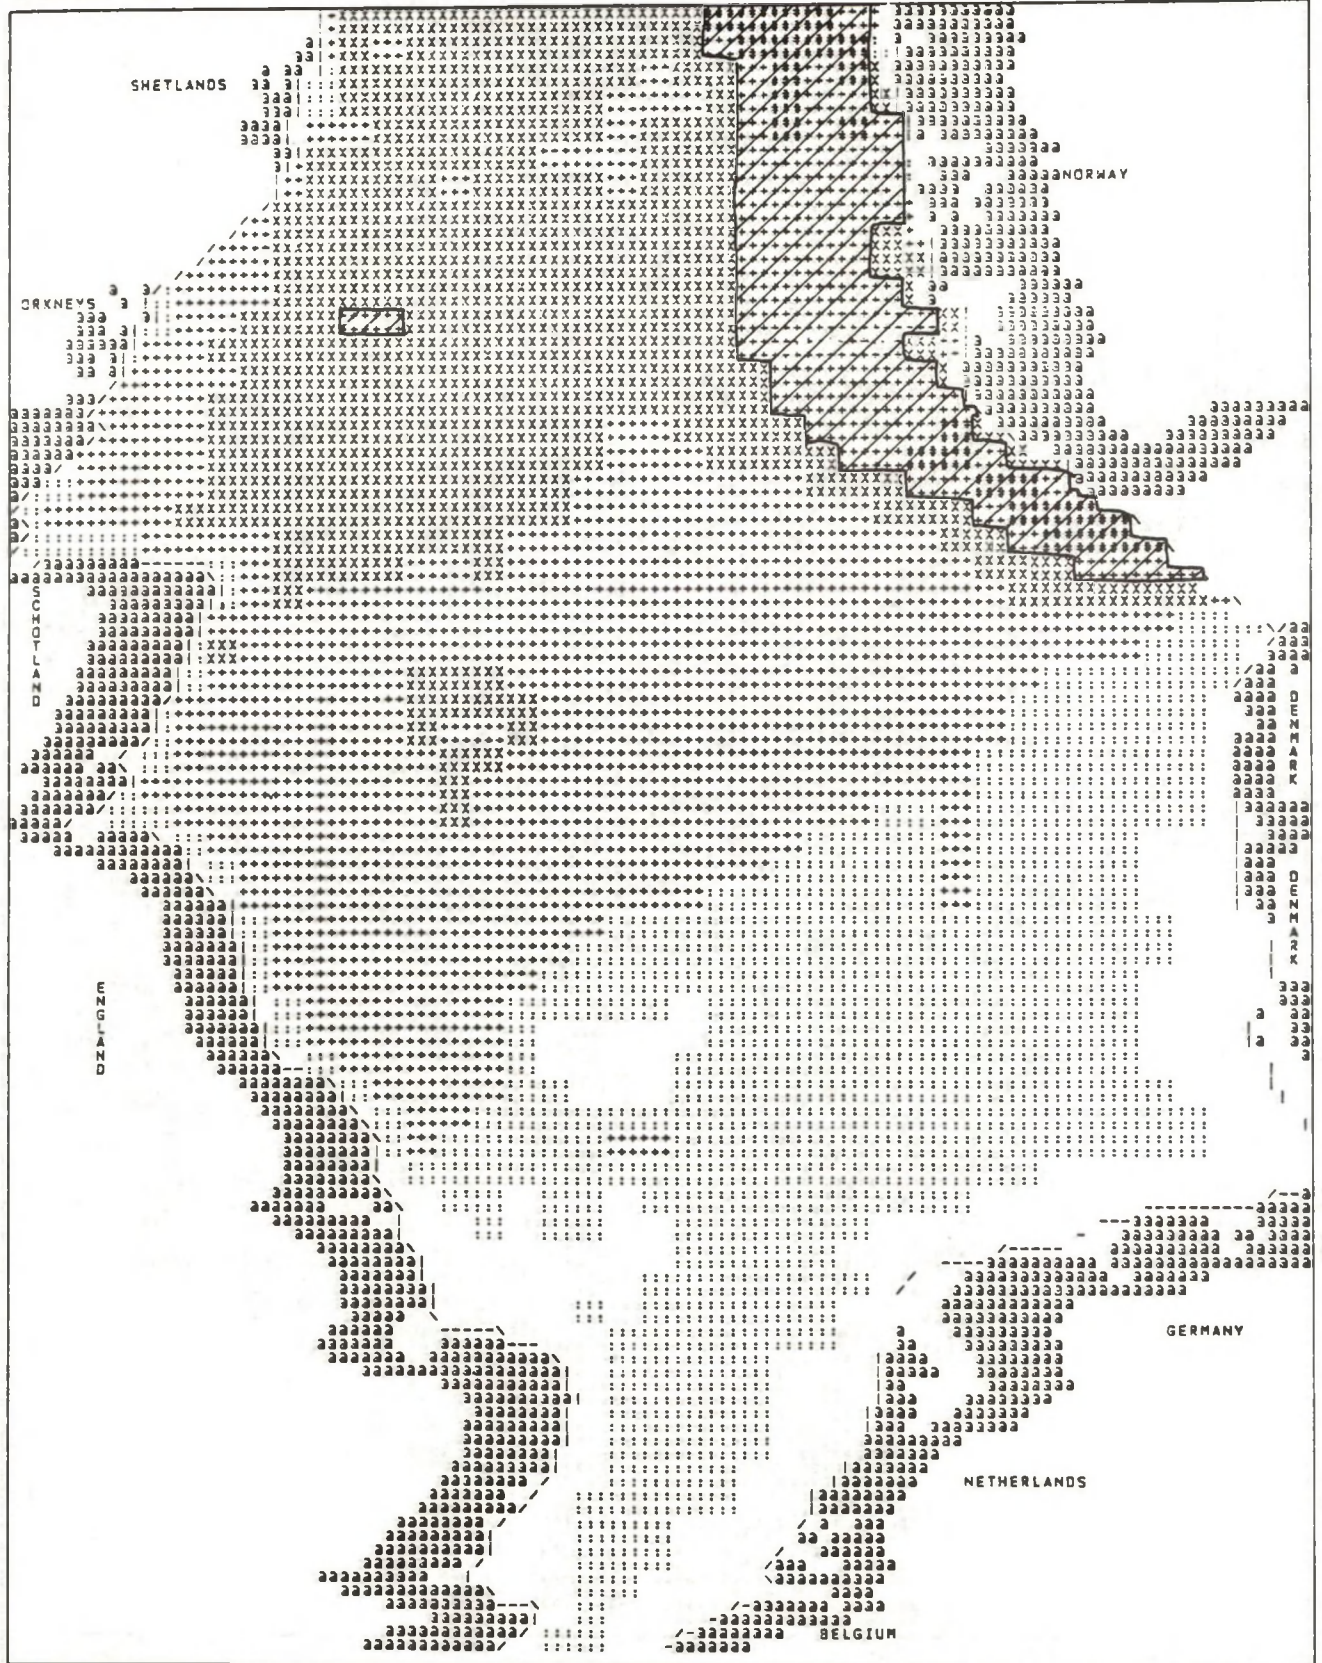 SHETLANDS
NORWAY
ORKNEYS
SCHOTLAND
DENMARK
DENMARK
ENGLAND
GERMANY
NETHERLANDS
BELGIUM